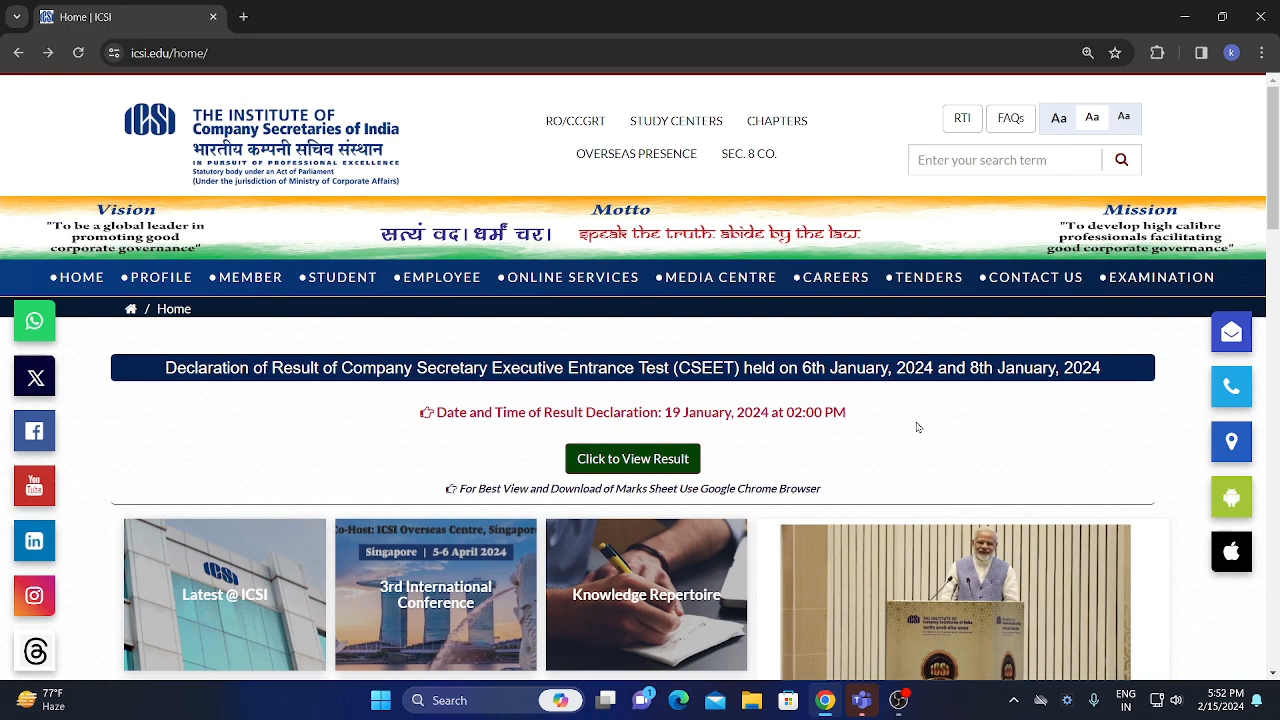 The ICSI
icsi.edu/home/
k
ICSI
THE INSTITUTE OF
Company Secretaries of India
भारतीय कम्पनी सचिव संस्थान
IN PURSUIT OF PROFESSIONAL EXCELLENCE
Statutory body under an Act of Parliament
(Under the jurisdiction of Ministry of Corporate Affairs)
RO/CCGRT STUDY CENTERS CHAPTERS
OVERSEAS PRESENCE SEC. 8 CO.
RTI FAQs Aa Aa Aa
Enter your search term
Vision
"To be a global leader in
promoting good
corporate governance"
Motto
सत्यं वद। धर्मं चर। speak the truth. abide by the law.
Mission
"To develop high calibre
professionals facilitating
good corporate governance"
HOME PROFILE MEMBER STUDENT EMPLOYEE ONLINE SERVICES MEDIA CENTRE CAREERS TENDERS CONTACT US EXAMINATION
/ Home
Declaration of Result of Company Secretary Executive Entrance Test (CSEET) held on 6th January, 2024 and 8th January, 2024
Date and Time of Result Declaration: 19 January, 2024 at 02:00 PM
Click to View Result
For Best View and Download of Marks Sheet Use Google Chrome Browser
You
Tube
in
ICSI
Latest @ ICSI
Co-Host: ICSI Overseas Centre, Singapor
Singapore | 5-6 April 2024
3rd International
Conference
Knowledge Repertoire
77°F
Haze
Search
1
ENG
IN
5:52 PM
2/15/2024